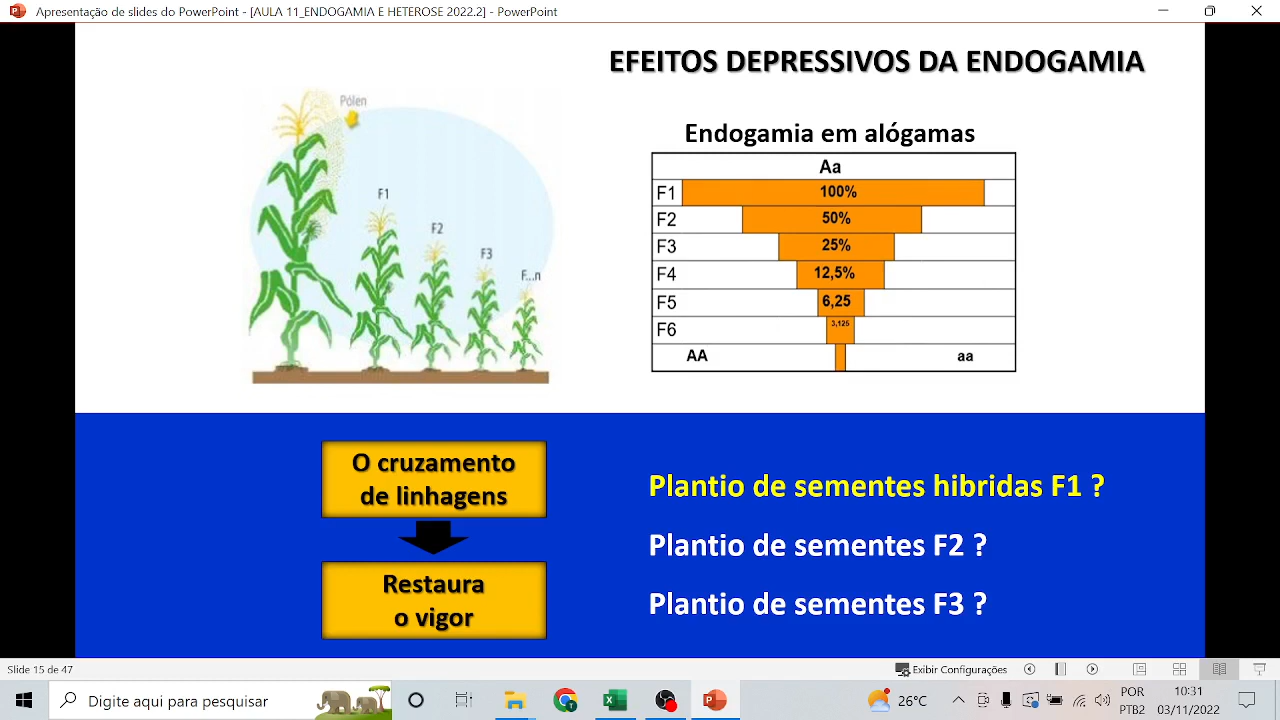 Apresentação de slides do PowerPoint - [AULA 11_ENDOGAMIA E HETEROSE 2022.2] - PowerPoint
EFEITOS DEPRESSIVOS DA ENDOGAMIA
Pólen
F1
F2
F3
F...n
Endogamia em alógamas
Aa
F1 100%
F2 50%
F3 25%
F4 12,5%
F5 6,25
F6 3,125
AA aa
O cruzamento
de linhagens
Restaura
o vigor
Plantio de sementes hibridas F1 ?
Plantio de sementes F2 ?
Plantio de sementes F3 ?
Slide 15 de 47
Exibir Configurações
Digite aqui para pesquisar
26°C
POR
PTB2
10:31
03/11/2022